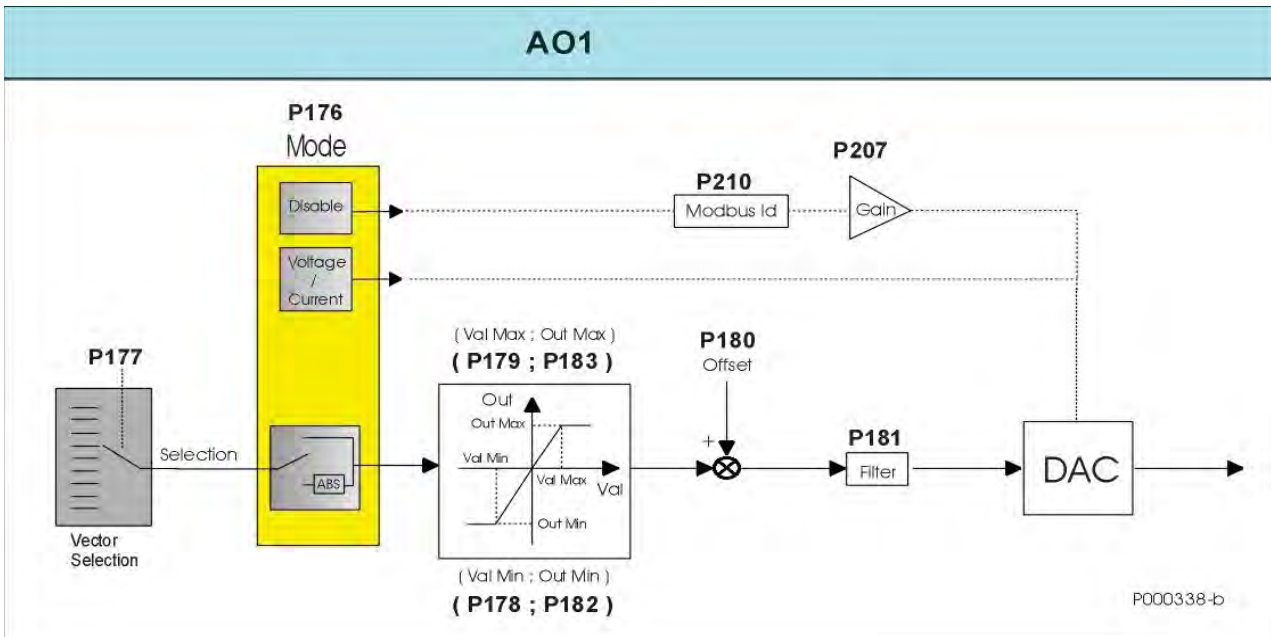 AO1
P176
Mode
P207
P210
Disable
Modbus Id
Gain
Voltage
/
Current
( Val Max ; Out Max )
( P179 ; P183 )
P180
Offset
P177
Out
Out Max
Val Min
Val Max
Val
Out Min
+
P181
Selection
ABS
Filter
DAC
Vector
Selection
( Val Min ; Out Min )
( P178 ; P182 )
P000338-b